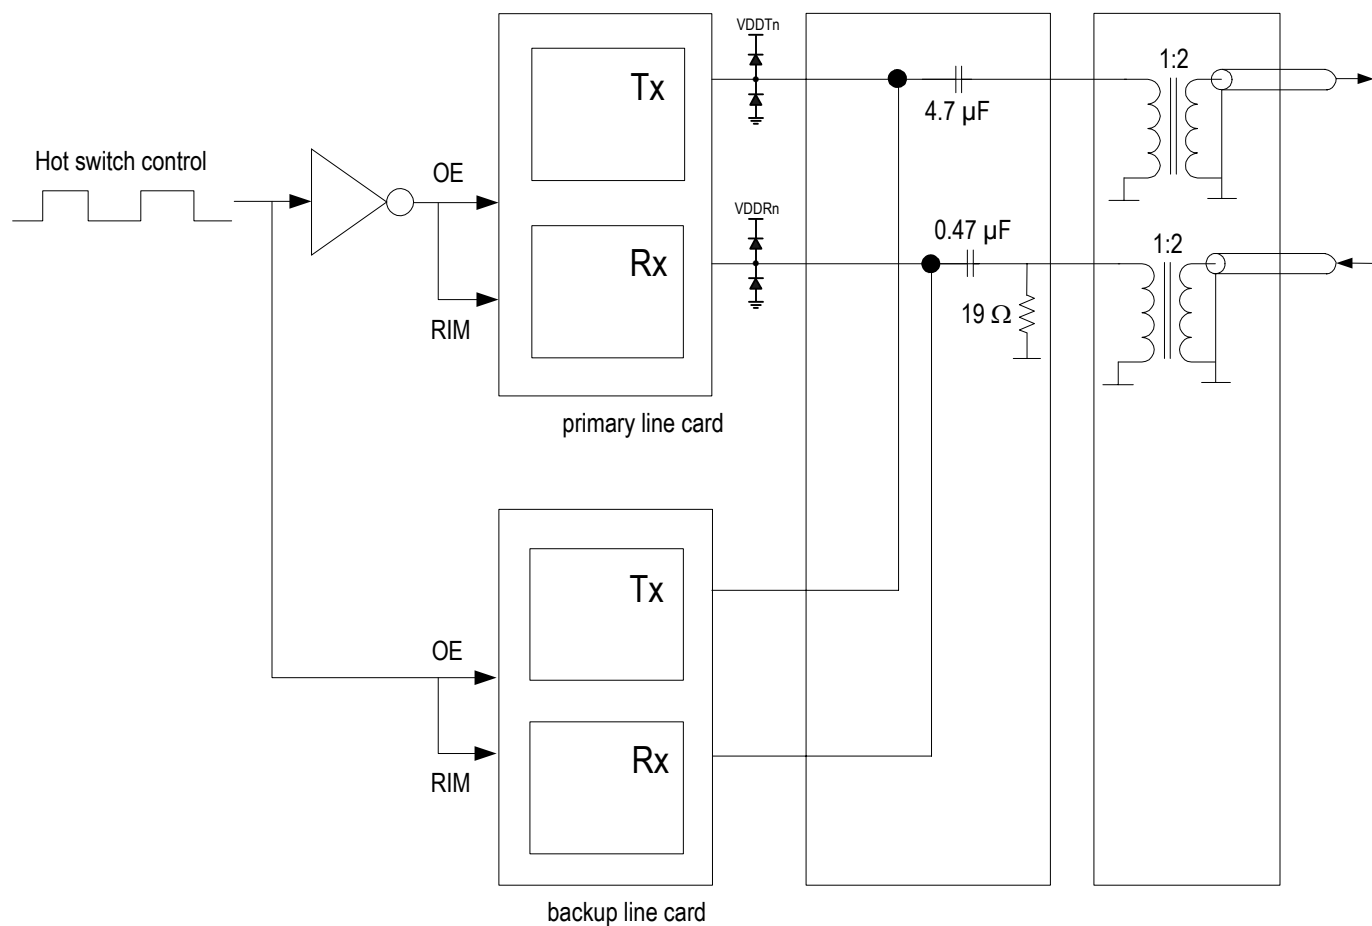 VDDTn
Tx
1:2
4.7 µF
Hot switch control
OE
VDDRn
0.47 µF
Rx
1:2
19 Ω
RIM
primary line card
Tx
OE
Rx
RIM
backup line card